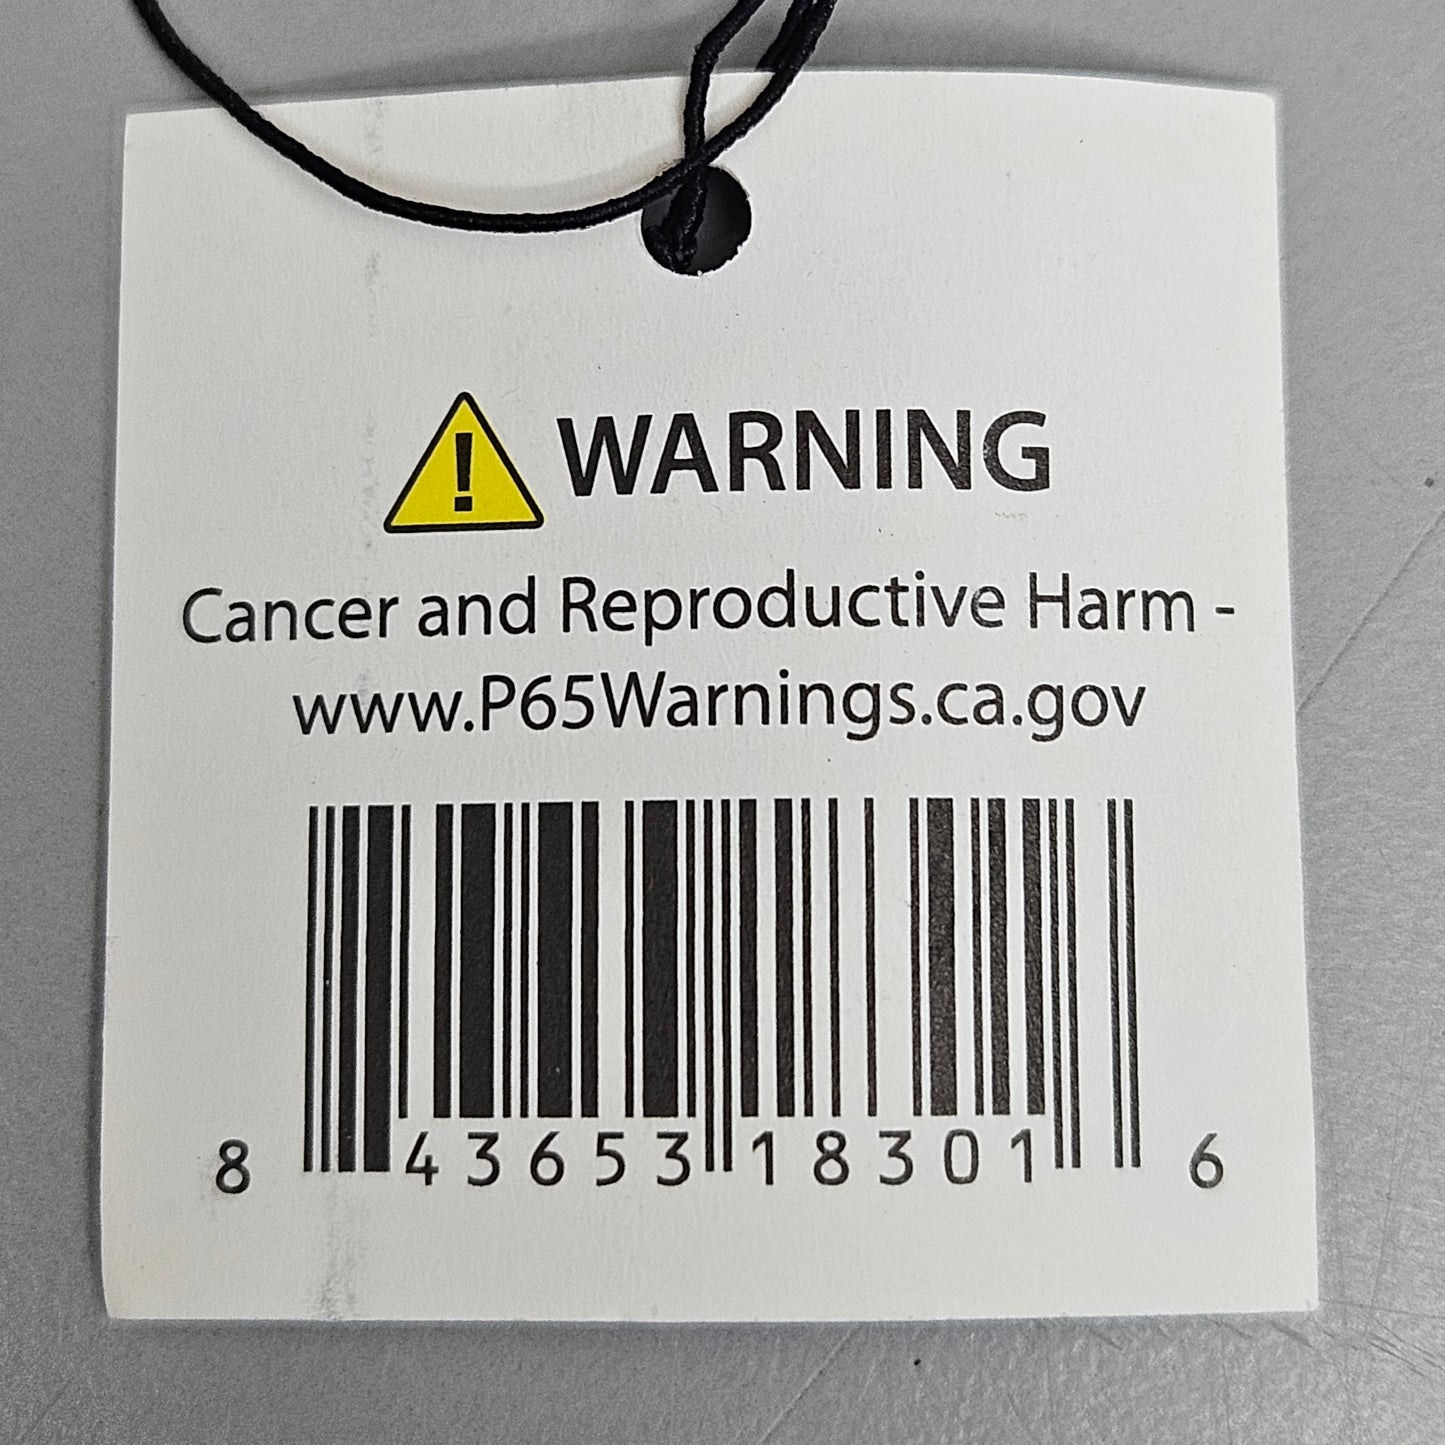 ! WARNING
Cancer and Reproductive Harm -
www.P65Warnings.ca.gov
8 43653 18301 6